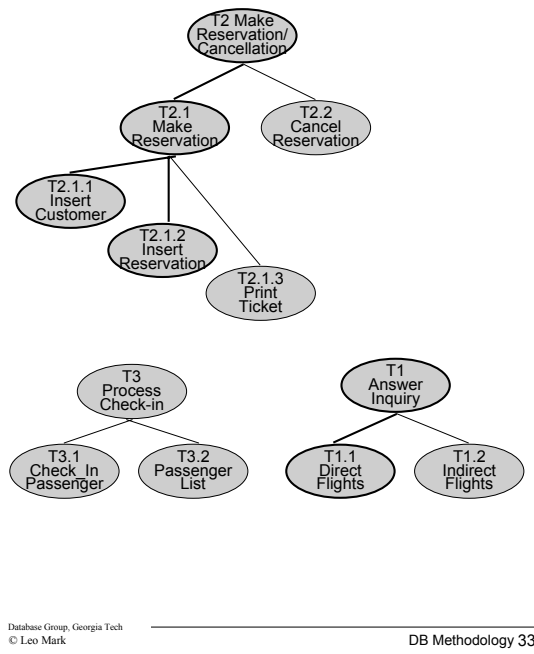 T2 Make
Reservation/
Cancellation
T2.1
Make
Reservation
T2.2
Cancel
Reservation
T2.1.1
Insert
Customer
T2.1.2
Insert
Reservation
T2.1.3
Print
Ticket
T3
Process
Check-in
T1
Answer
Inquiry
T3.1
Check_In
Passenger
T3.2
Passenger
List
T1.1
Direct
Flights
T1.2
Indirect
Flights
Database Group, Georgia Tech
© Leo Mark
DB Methodology 33